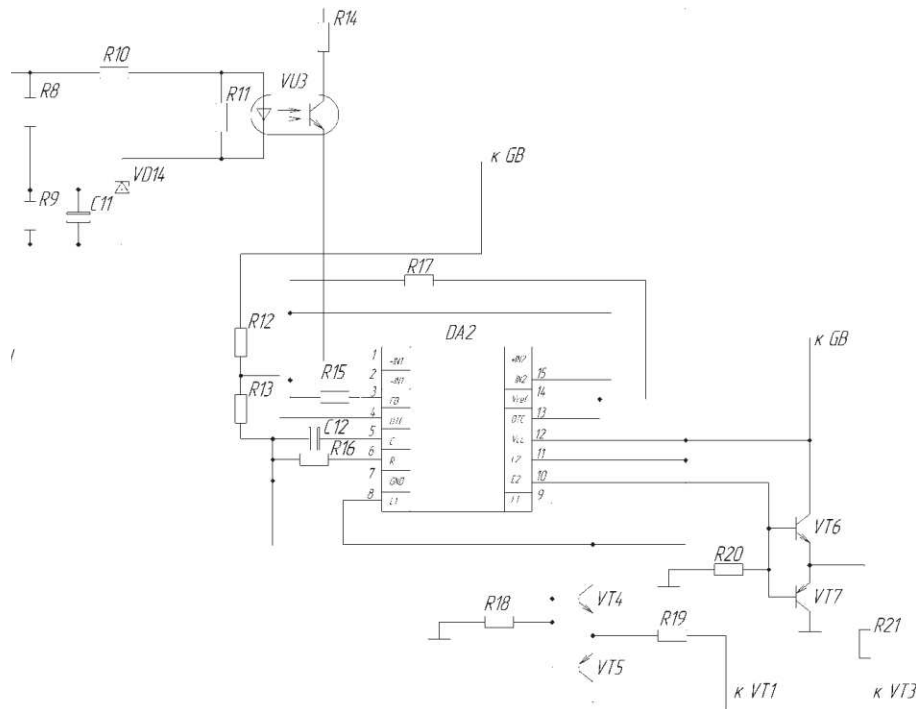 R14
R10
R8
R11
VU3
к GB
VD14
R9
C11
R17
R12
DA2
к GB
1
2
R15
15
R13
3
14
Vref
4
13
DTC
C12
5
C
12
Vcc
R16
6
R
11
7
GND
10
8
9
VT6
R20
VT7
VT4
R18
R19
R21
VT5
к VT1
к VT3